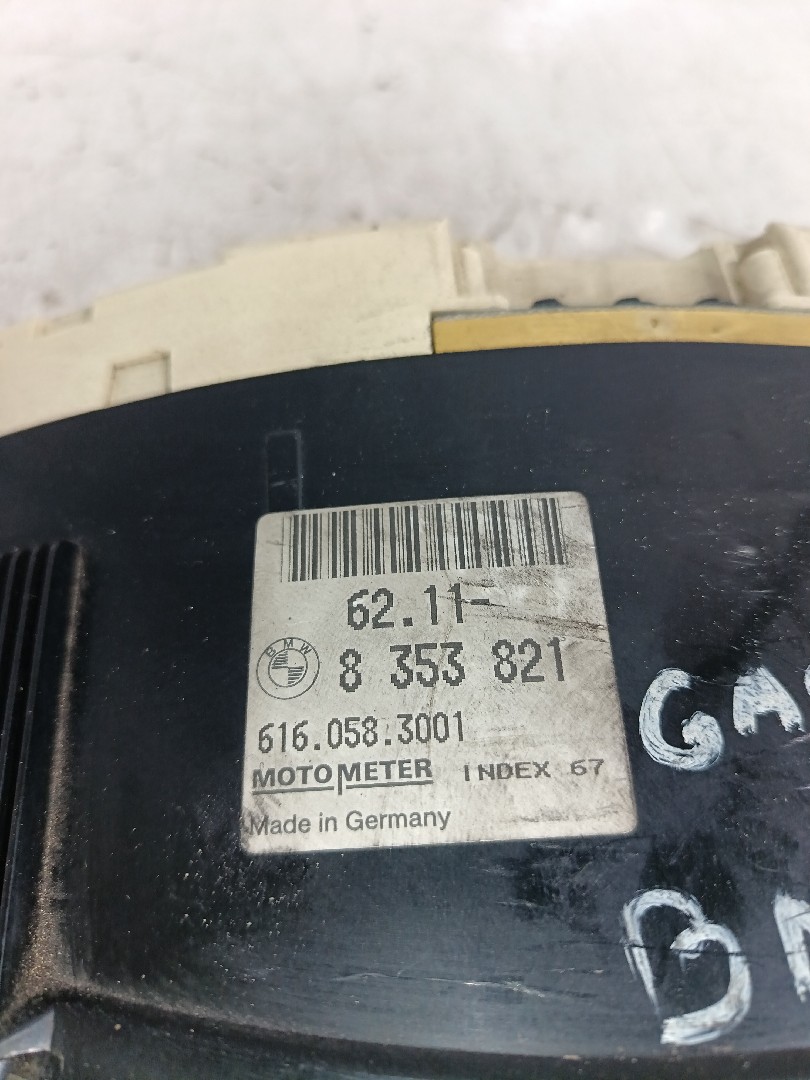 62.11-
BMW
8 353 821
616.058.3001
MOTOMETER INDEX 67
Made in Germany